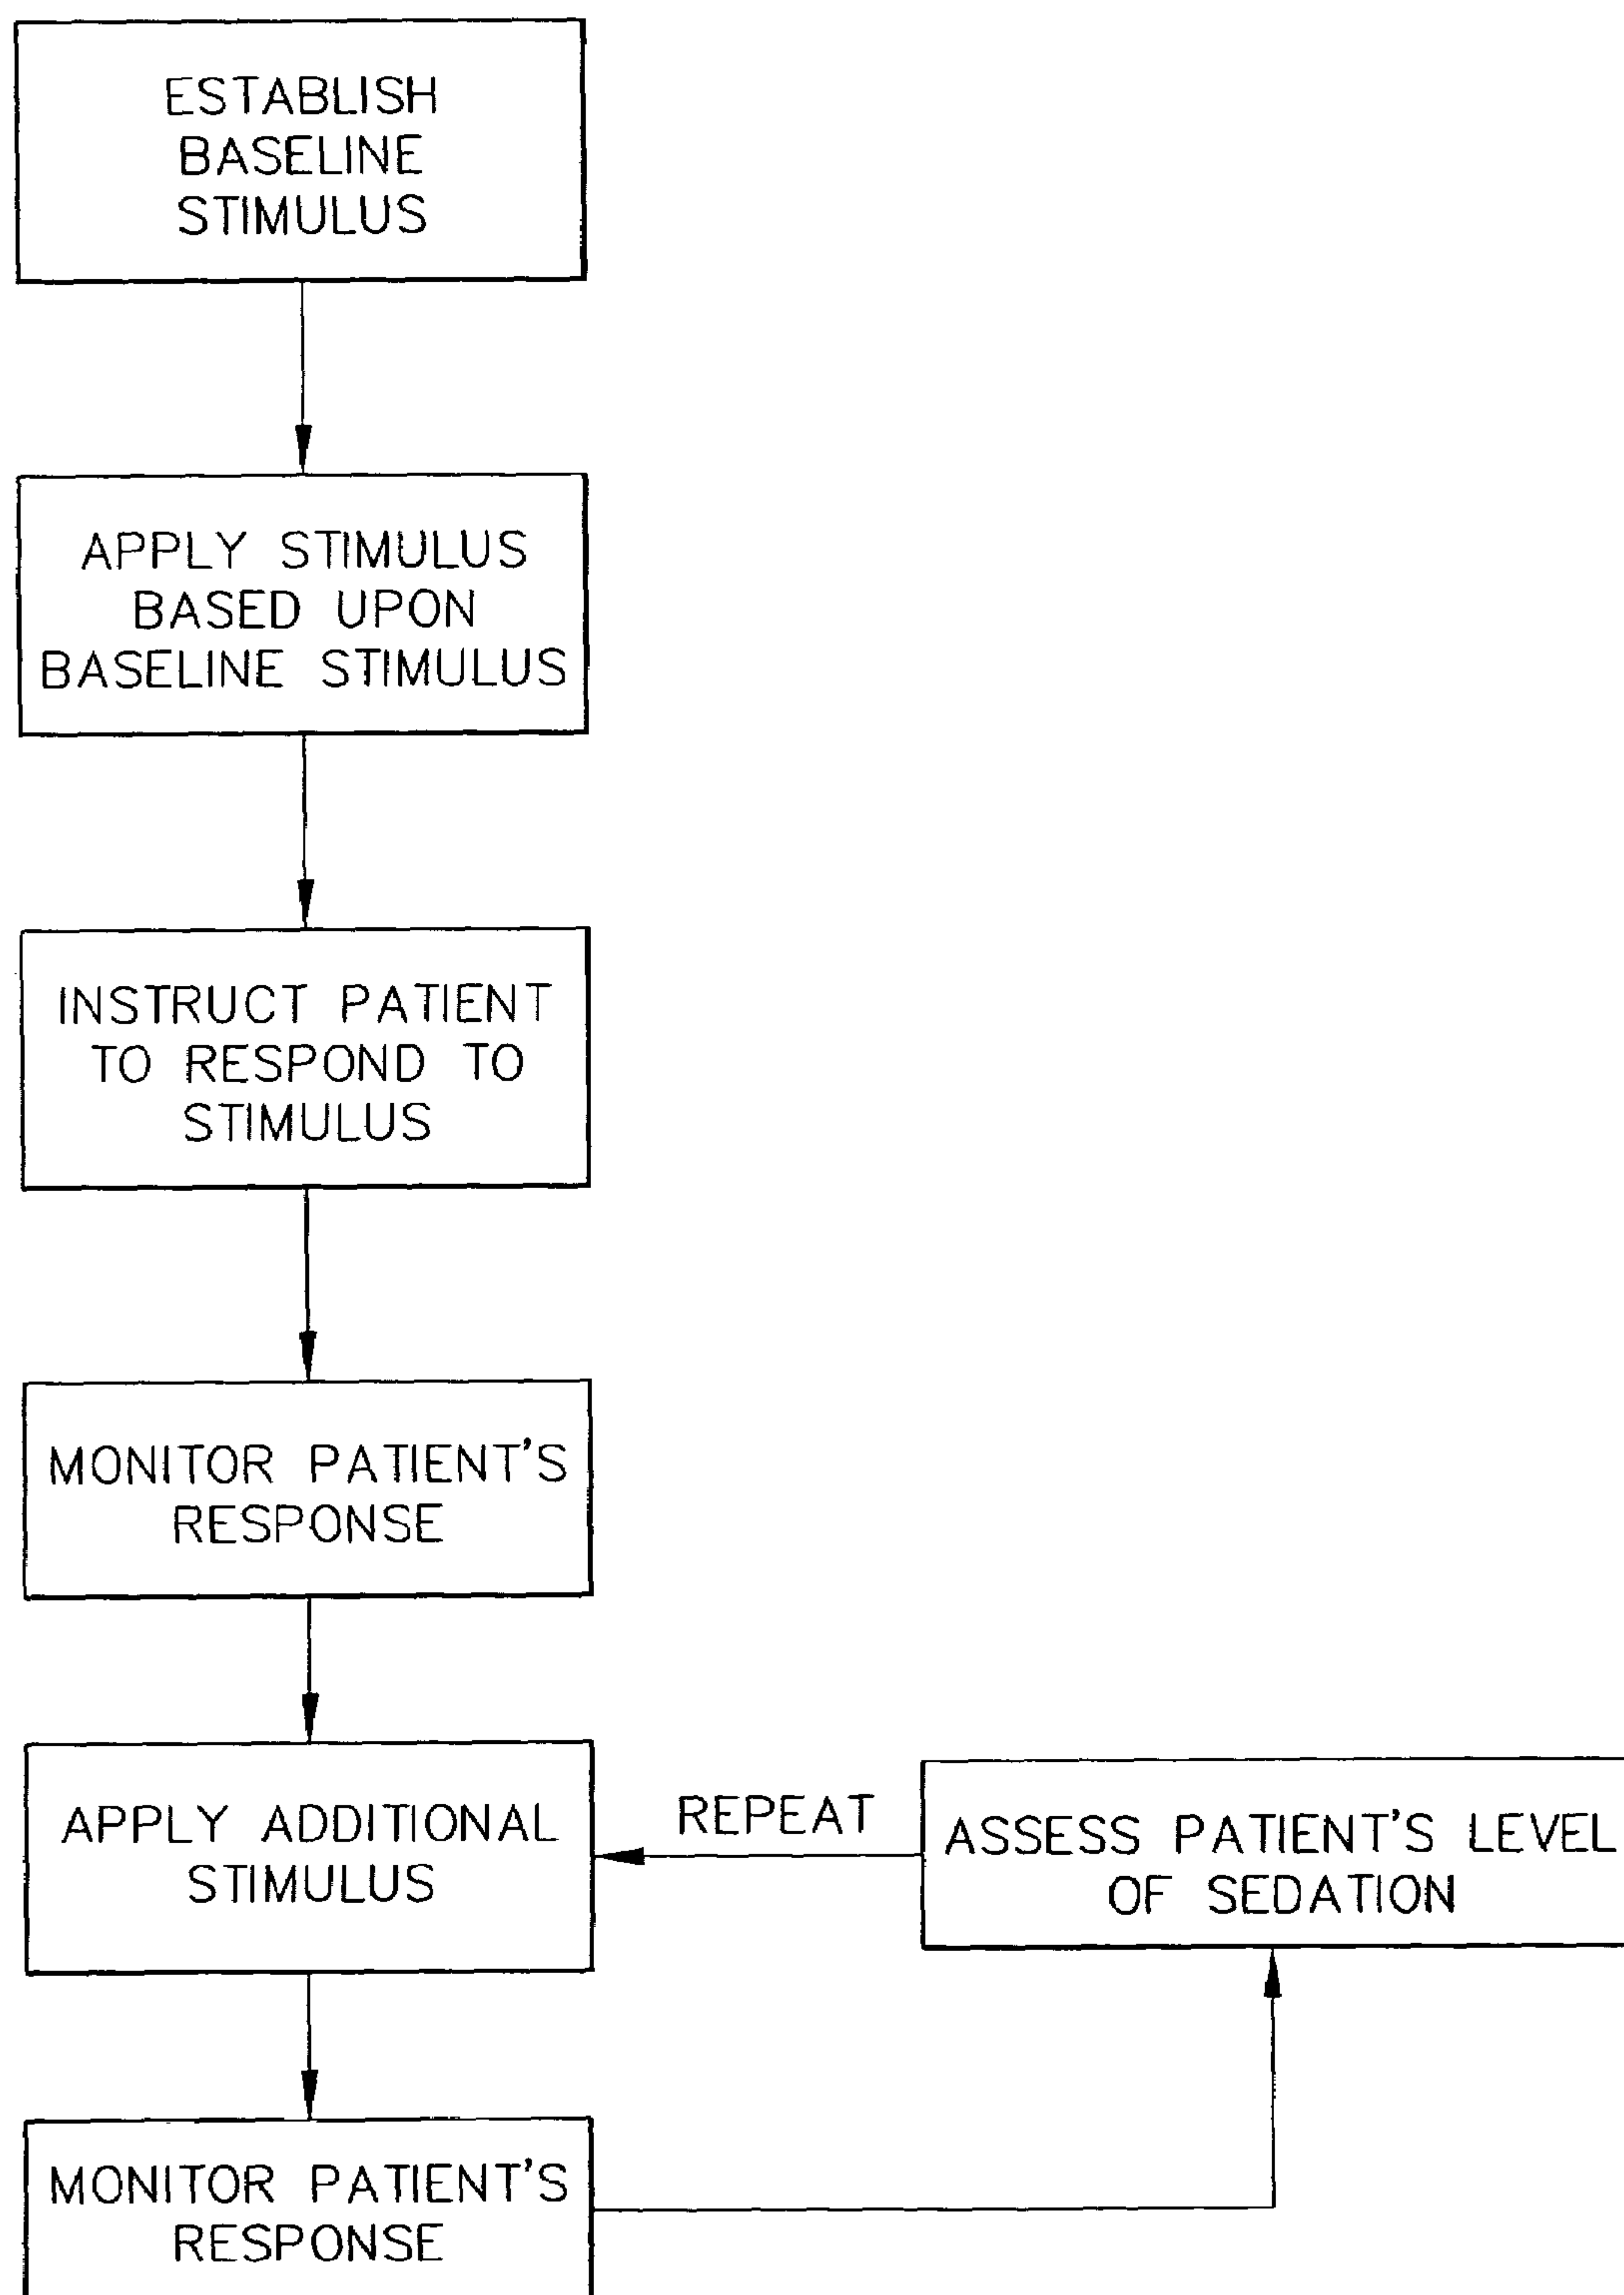 ESTABLISH
BASELINE
STIMULUS
APPLY STIMULUS
BASED UPON
BASELINE STIMULUS
INSTRUCT PATIENT
TO RESPOND TO
STIMULUS
MONITOR PATIENT'S
RESPONSE
APPLY ADDITIONAL
STIMULUS
REPEAT
ASSESS PATIENT'S LEVEL
OF SEDATION
MONITOR PATIENT'S
RESPONSE